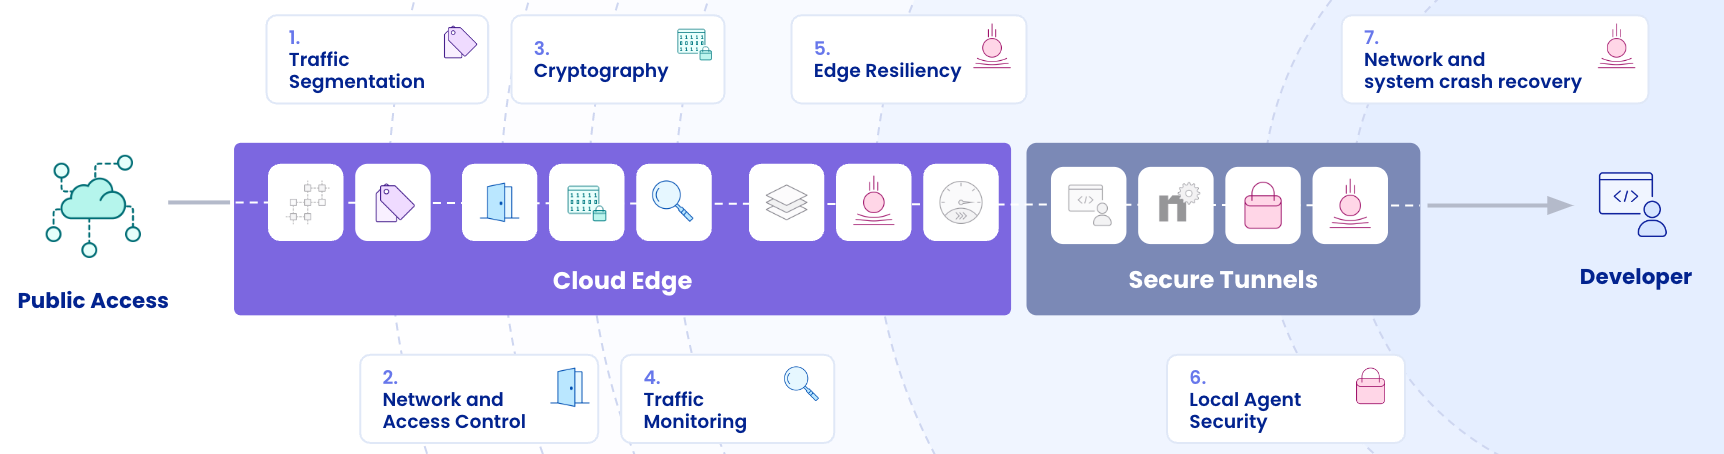 1.
Traffic
Segmentation
3.
Cryptography
5.
Edge Resiliency
7.
Network and
system crash recovery
Public Access
Cloud Edge
Secure Tunnels
Developer
2.
Network and
Access Control
4.
Traffic
Monitoring
6.
Local Agent
Security